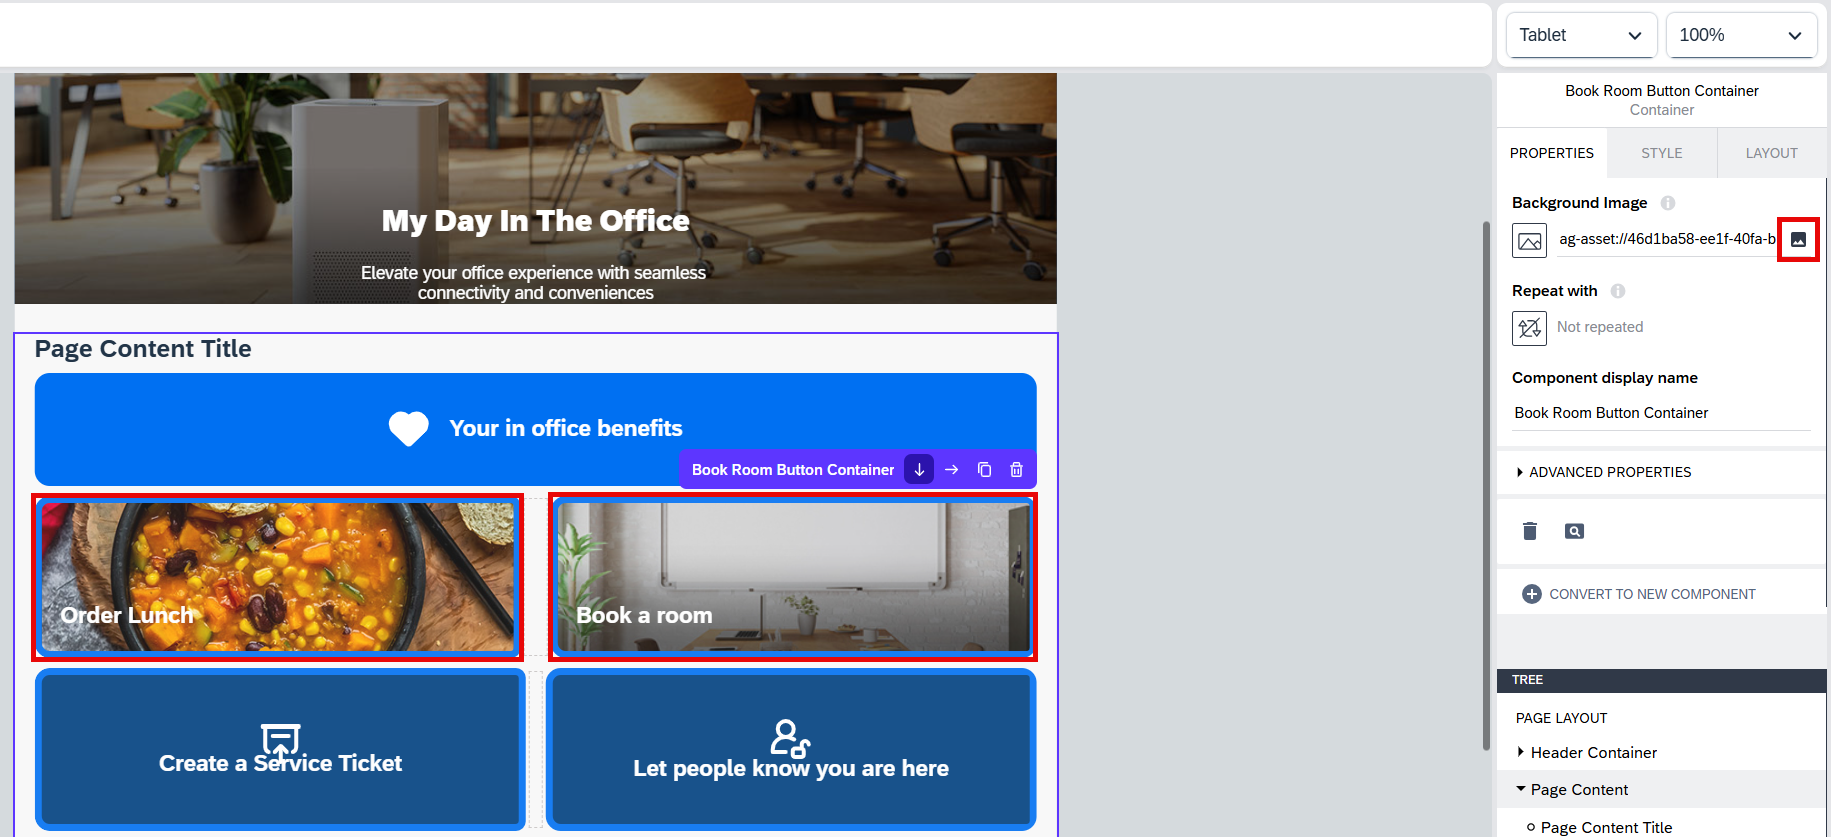 Tablet
100%
Book Room Button Container
Container
PROPERTIES
STYLE
LAYOUT
Background Image
ag-asset://46d1ba58-ee1f-40fa-b
Repeat with
Not repeated
Component display name
Book Room Button Container
ADVANCED PROPERTIES
CONVERT TO NEW COMPONENT
TREE
PAGE LAYOUT
Header Container
Page Content
Page Content Title
My Day In The Office
Elevate your office experience with seamless
connectivity and conveniences
Page Content Title
Your in office benefits
Book Room Button Container
Order Lunch
Book a room
Create a Service Ticket
Let people know you are here